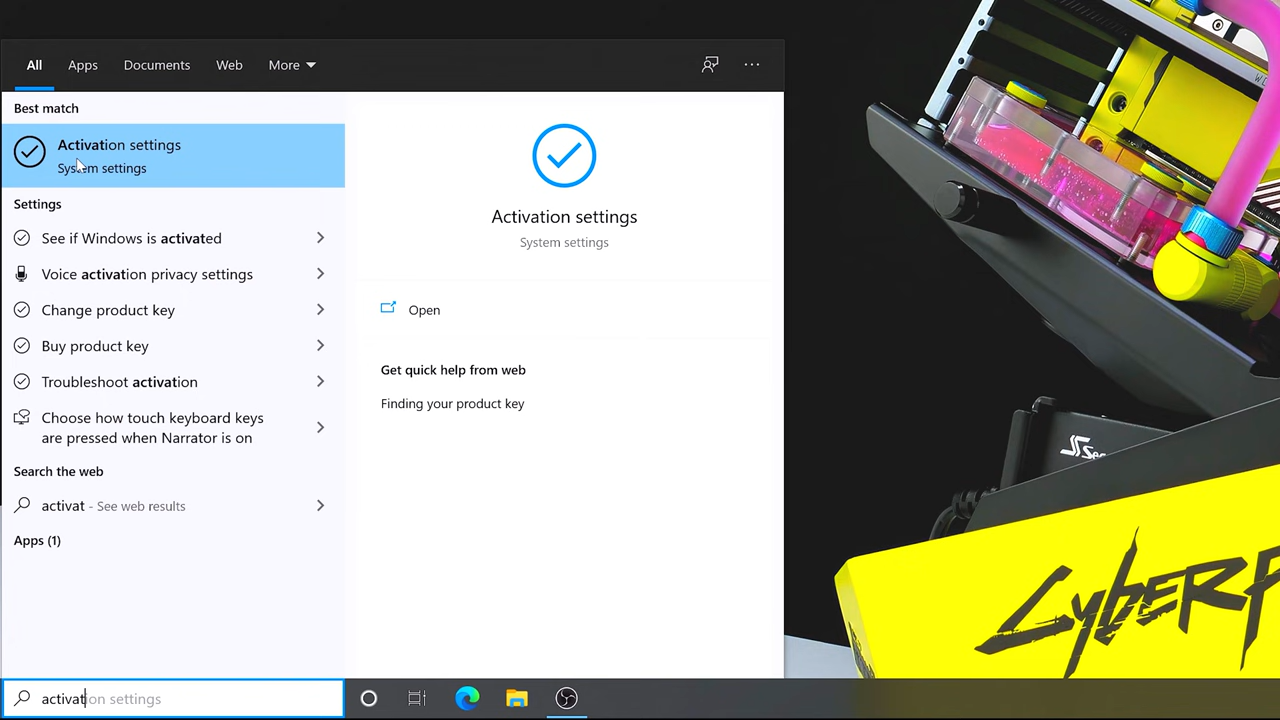 All Apps Documents Web More
Best match
Activation settings
System settings
Settings
See if Windows is activated
Voice activation privacy settings
Change product key
Buy product key
Troubleshoot activation
Choose how touch keyboard keys
are pressed when Narrator is on
Search the web
activat - See web results
Apps (1)
Activation settings
System settings
Open
Get quick help from web
Finding your product key
activation settings